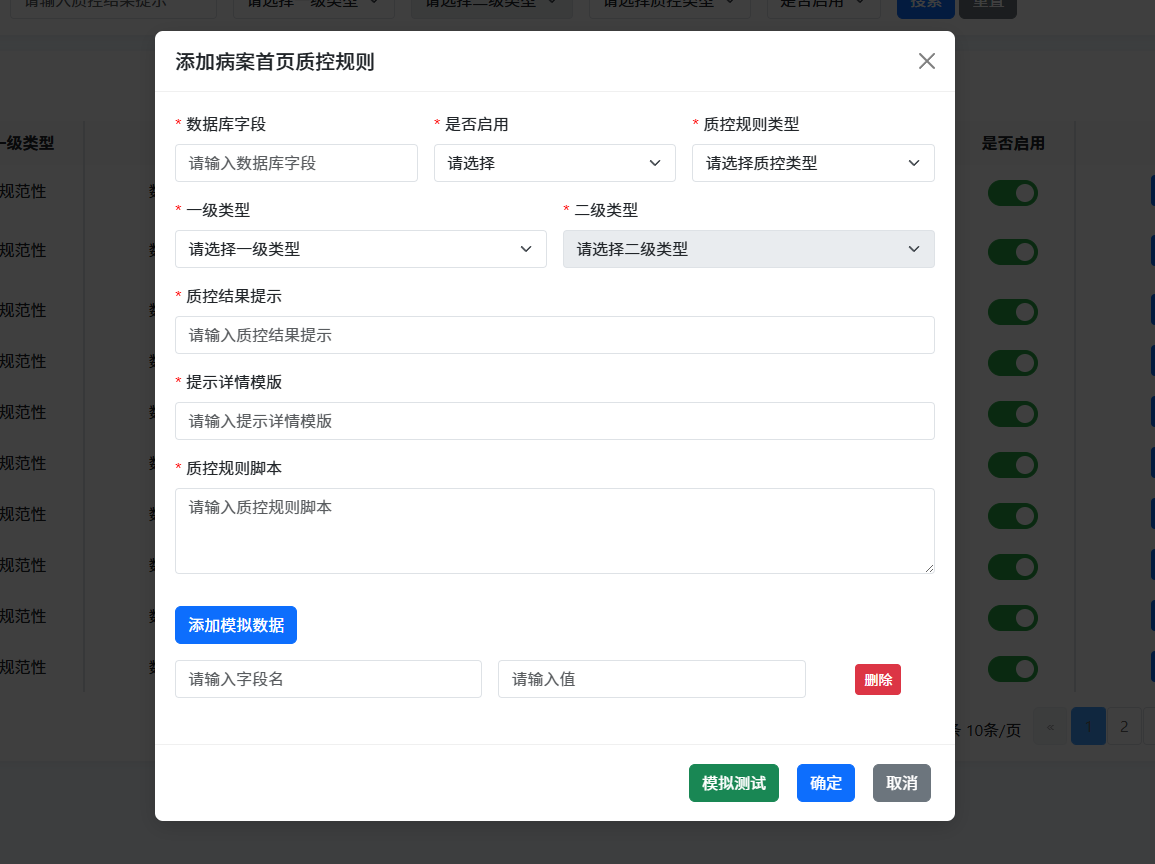 请输入质控结果提示 请选择一级类型 请选择二级类型 请选择质控类型 是否启用 搜索 重置
添加病案首页质控规则
* 数据库字段 * 是否启用 * 质控规则类型
请输入数据库字段 请选择 请选择质控类型
一级类型 是否启用
规范性
* 一级类型 * 二级类型
请选择一级类型 请选择二级类型
规范性
* 质控结果提示
规范性
请输入质控结果提示
规范性
* 提示详情模版
规范性
请输入提示详情模版
规范性
* 质控规则脚本
请输入质控规则脚本
规范性
规范性
规范性
添加模拟数据
规范性
请输入字段名 请输入值 删除
条 10条/页 « 1 2
模拟测试 确定 取消